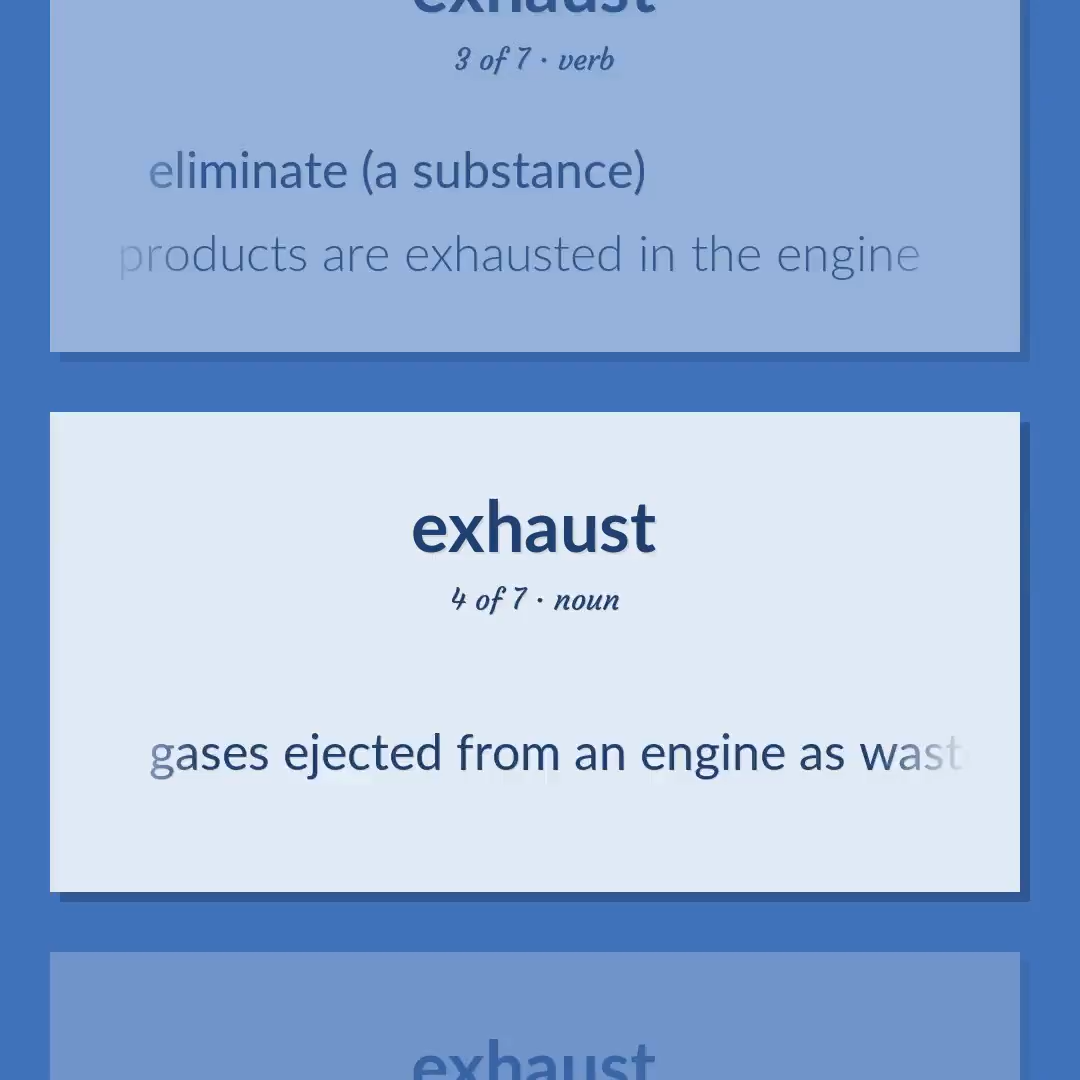 exhaust
3 of 7 · verb
eliminate (a substance)
products are exhausted in the engine
exhaust
4 of 7 · noun
gases ejected from an engine as wast
exhaust